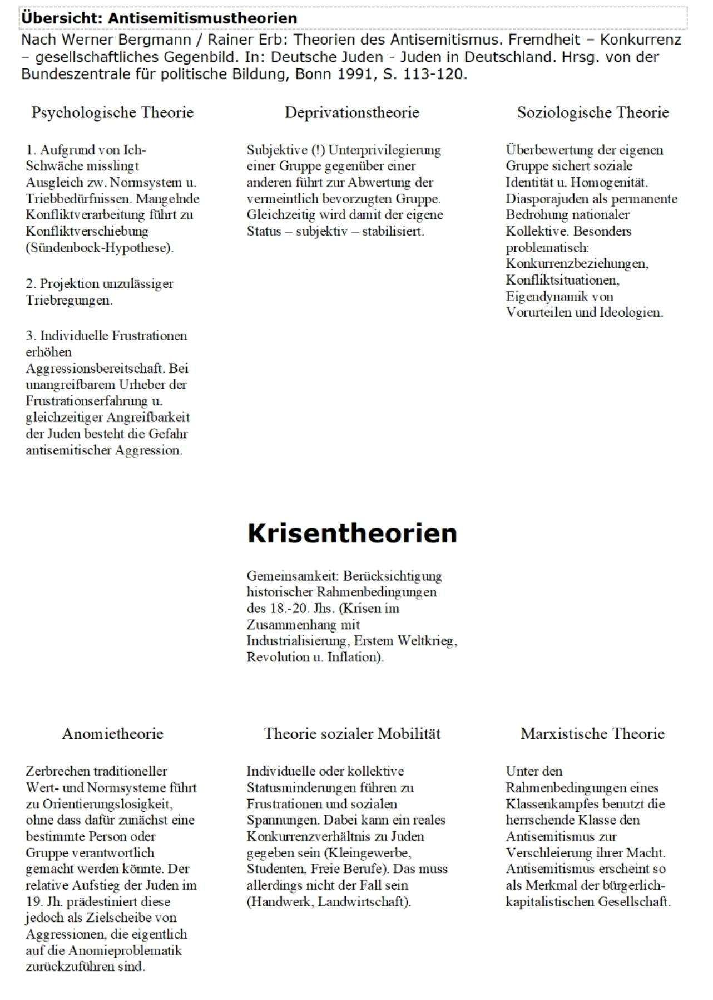 Übersicht: Antisemitismustheorien
Nach Werner Bergmann / Rainer Erb: Theorien des Antisemitismus. Fremdheit – Konkurrenz
– gesellschaftliches Gegenbild. In: Deutsche Juden - Juden in Deutschland. Hrsg. von der
Bundeszentrale für politische Bildung, Bonn 1991, S. 113-120.
Psychologische Theorie
1. Aufgrund von Ich-
Schwäche misslingt
Ausgleich zw. Normsystem u.
Triebbedürfnissen. Mangelnde
Konfliktverarbeitung führt zu
Konfliktverschiebung
(Sündenbock-Hypothese).
2. Projektion unzulässiger
Triebregungen.
3. Individuelle Frustrationen
erhöhen
Aggressionsbereitschaft. Bei
unangreifbarem Urheber der
Frustrationserfahrung u.
gleichzeitiger Angreifbarkeit
der Juden besteht die Gefahr
antisemitischer Aggression.
Deprivationstheorie
Subjektive (!) Unterprivilegierung
einer Gruppe gegenüber einer
anderen führt zur Abwertung der
vermeintlich bevorzugten Gruppe.
Gleichzeitig wird damit der eigene
Status – subjektiv – stabilisiert.
Soziologische Theorie
Überbewertung der eigenen
Gruppe sichert soziale
Identität u. Homogenität.
Diasporajuden als permanente
Bedrohung nationaler
Kollektive. Besonders
problematisch:
Konkurrenzbeziehungen,
Konfliktsituationen,
Eigendynamik von
Vorurteilen und Ideologien.
Krisentheorien
Gemeinsamkeit: Berücksichtigung
historischer Rahmenbedingungen
des 18.-20. Jhs. (Krisen im
Zusammenhang mit
Industrialisierung, Erstem Weltkrieg,
Revolution u. Inflation).
Anomietheorie
Zerbrechen traditioneller
Wert- und Normsysteme führt
zu Orientierungslosigkeit,
ohne dass dafür zunächst eine
bestimmte Person oder
Gruppe verantwortlich
gemacht werden könnte. Der
relative Aufstieg der Juden im
19. Jh. prädestiniert diese
jedoch als Zielscheibe von
Aggressionen, die eigentlich
auf die Anomieproblematik
zurückzuführen sind.
Theorie sozialer Mobilität
Individuelle oder kollektive
Statusminderungen führen zu
Frustrationen und sozialen
Spannungen. Dabei kann ein reales
Konkurrenzverhältnis zu Juden
gegeben sein (Kleingewerbe,
Studenten, Freie Berufe). Das muss
allerdings nicht der Fall sein
(Handwerk, Landwirtschaft).
Marxistische Theorie
Unter den
Rahmenbedingungen eines
Klassenkampfes benutzt die
herrschende Klasse den
Antisemitismus zur
Verschleierung ihrer Macht.
Antisemitismus erscheint so
als Merkmal der bürgerlich-
kapitalistischen Gesellschaft.